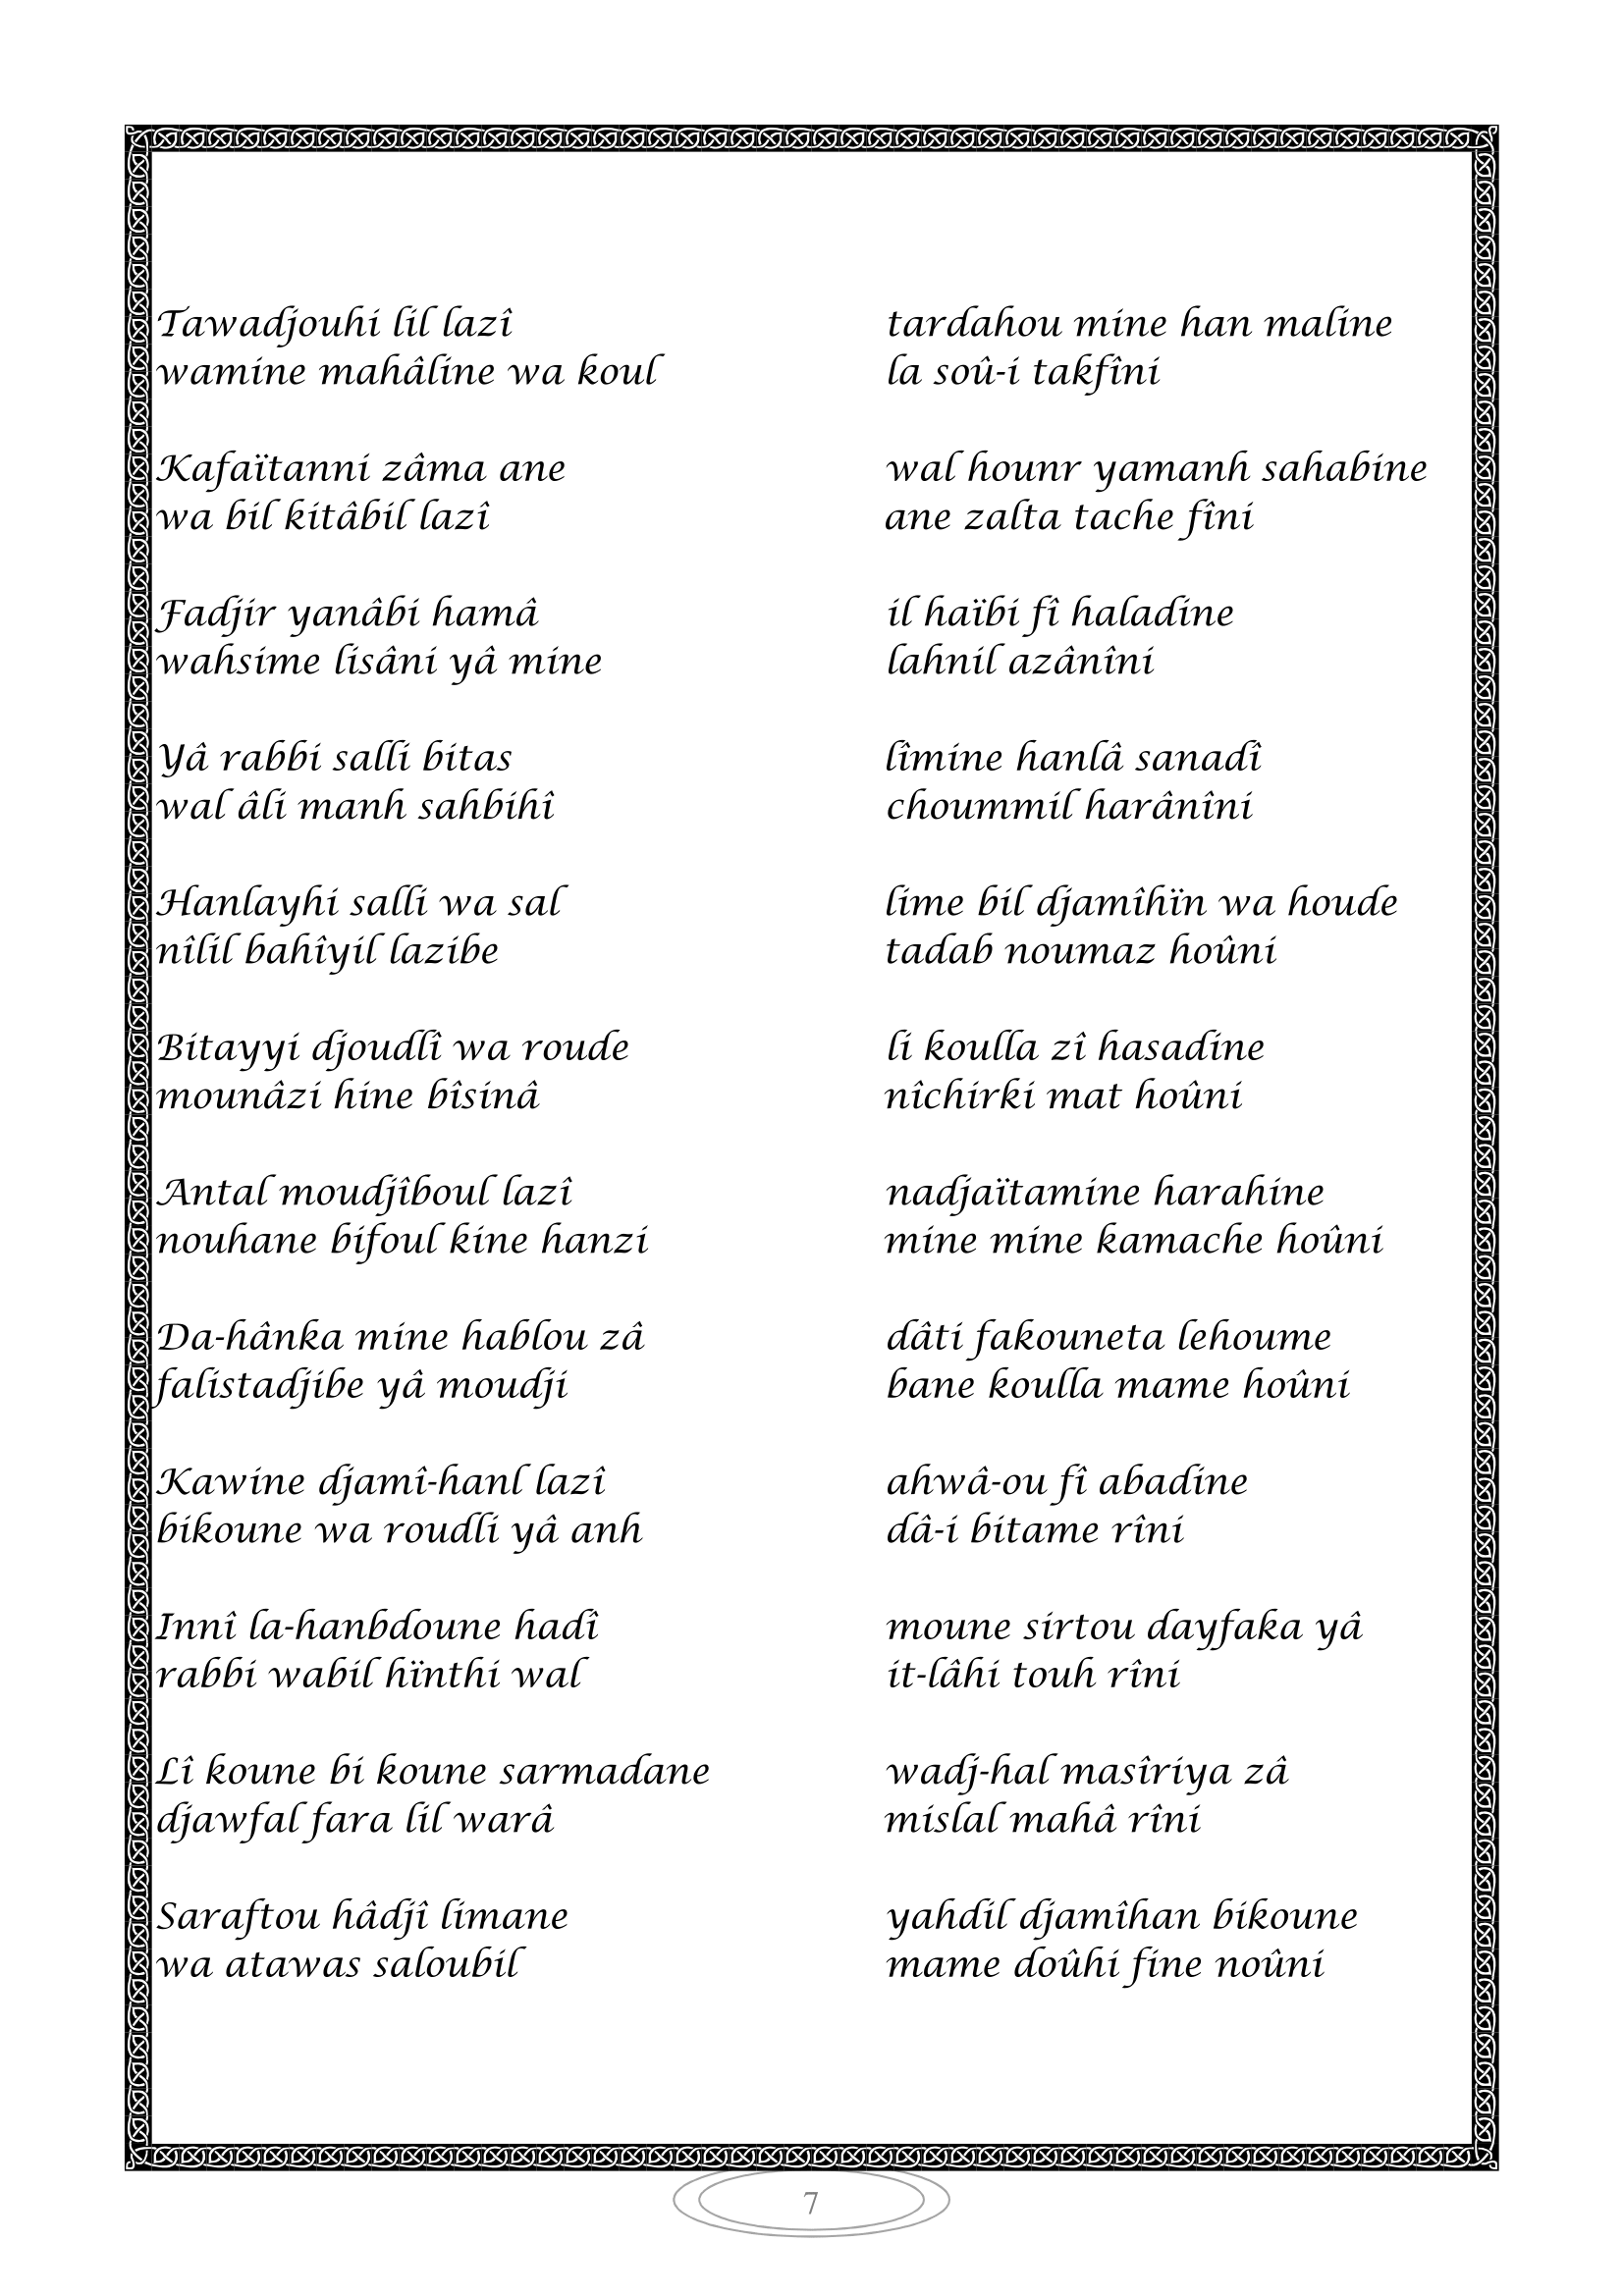 Tawadjouhi lil lazî tardahou mine han maline
wamine mahâline wa koul la soû-i takfîni
Kafaïtanni zâma ane wal hounr yamanh sahabine
wa bil kitâbil lazî ane zalta tache fîni
Fadjir yanâbi hamâ il haïbi fî haladine
wahsime lisâni yâ mine lahnil azânîni
Yâ rabbi salli bitas lîmine hanlâ sanadî
wal âli manh sahbihî choummil harânîni
Hanlayhi salli wa sal lime bil djamîhïn wa houde
nîlil bahîyil lazibe tadab noumaz hoûni
Bitayyi djoudlî wa roude li koulla zî hasadine
mounâzi hine bîsinâ nîchirki mat hoûni
Antal moudjîboul lazî nadjaïtamine harahine
nouhane bifoul kine hanzi mine mine kamache hoûni
Da-hânka mine hablou zâ dâti fakouneta lehoume
falistadjibe yâ moudji bane koulla mame hoûni
Kawine djamî-hanl lazî ahwâ-ou fî abadine
bikoune wa roudli yâ anh dâ-i bitame rîni
Innî la-hanbdoune hadî moune sirtou dayfaka yâ
rabbi wabil hïnthi wal it-lâhi touh rîni
Lî koune bi koune sarmadane wadj-hal masîriya zâ
djawfal fara lil warâ mislal mahâ rîni
Saraftou hâdjî limane yahdil djamîhan bikoune
wa atawas saloubil mame doûhi fine noûni
7